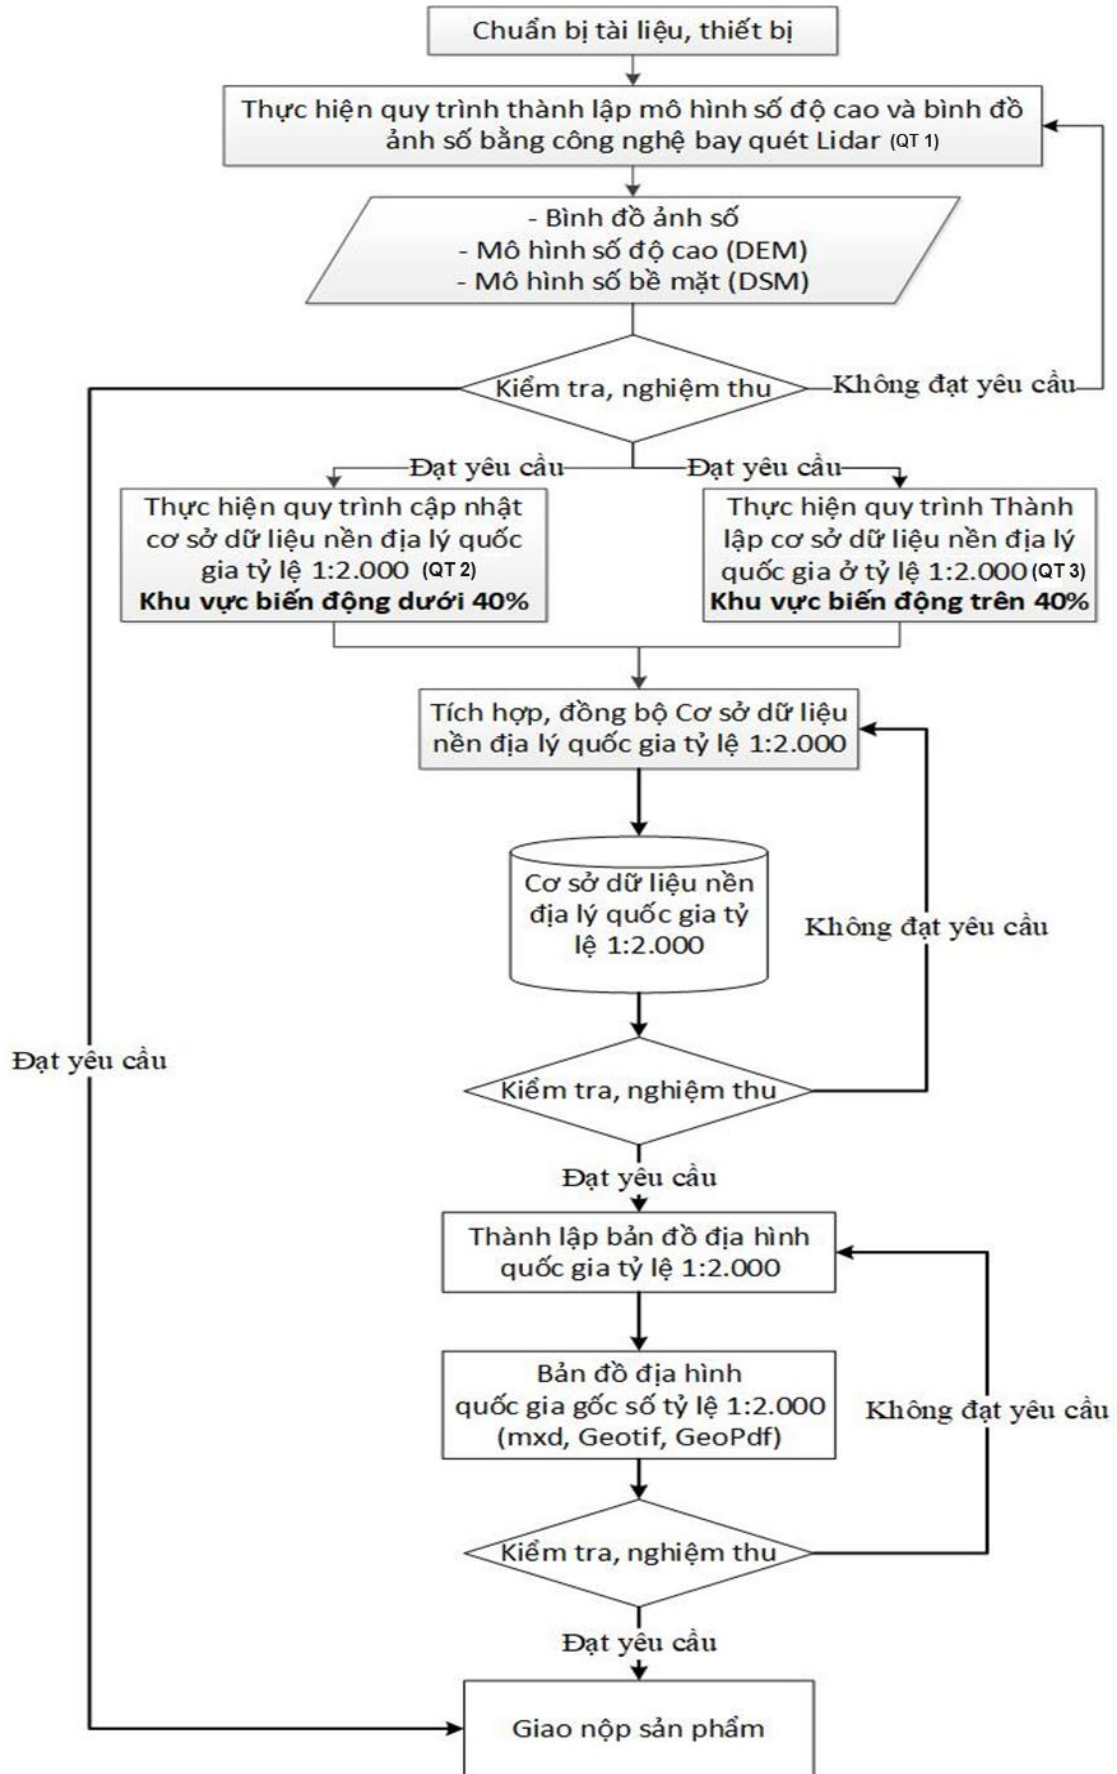 Chuẩn bị tài liệu, thiết bị
Thực hiện quy trình thành lập mô hình số độ cao và bình đồ
ảnh số bằng công nghệ bay quét Lidar (QT 1)
- Bình đồ ảnh số
- Mô hình số độ cao (DEM)
- Mô hình số bề mặt (DSM)
Kiểm tra, nghiệm thu
Không đạt yêu cầu
Đạt yêu cầu
Đạt yêu cầu
Thực hiện quy trình cập nhật
cơ sở dữ liệu nền địa lý quốc
gia tỷ lệ 1:2.000 (QT 2)
Khu vực biến động dưới 40%
Thực hiện quy trình Thành
lập cơ sở dữ liệu nền địa lý
quốc gia ở tỷ lệ 1:2.000 (QT 3)
Khu vực biến động trên 40%
Tích hợp, đồng bộ Cơ sở dữ liệu
nền địa lý quốc gia tỷ lệ 1:2.000
Cơ sở dữ liệu nền
địa lý quốc gia tỷ
lệ 1:2.000
Không đạt yêu cầu
Đạt yêu cầu
Kiểm tra, nghiệm thu
Đạt yêu cầu
Thành lập bản đồ địa hình
quốc gia tỷ lệ 1:2.000
Bản đồ địa hình
quốc gia gốc số tỷ lệ 1:2.000
(mxd, Geotif, GeoPdf)
Không đạt yêu cầu
Kiểm tra, nghiệm thu
Đạt yêu cầu
Giao nộp sản phẩm